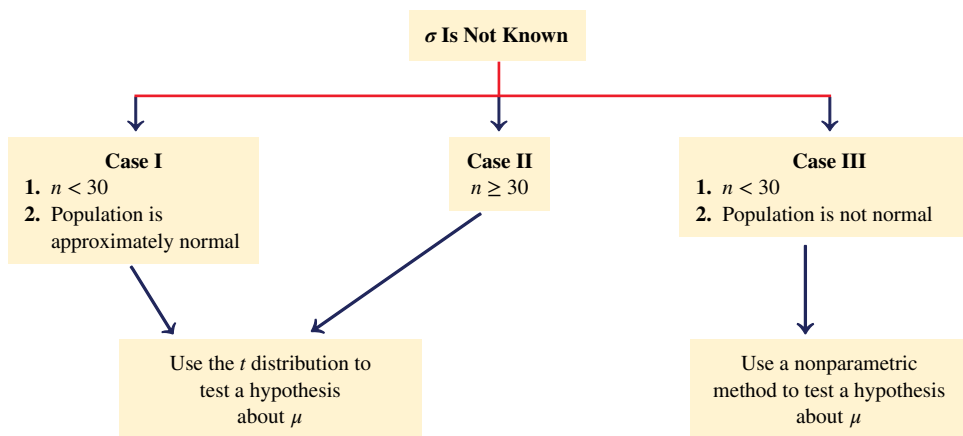 σ Is Not Known
Case I
1. n < 30
2. Population is
approximately normal
Case II
n ≥ 30
Case III
1. n < 30
2. Population is not normal
Use the t distribution to
test a hypothesis
about μ
Use a nonparametric
method to test a hypothesis
about μ